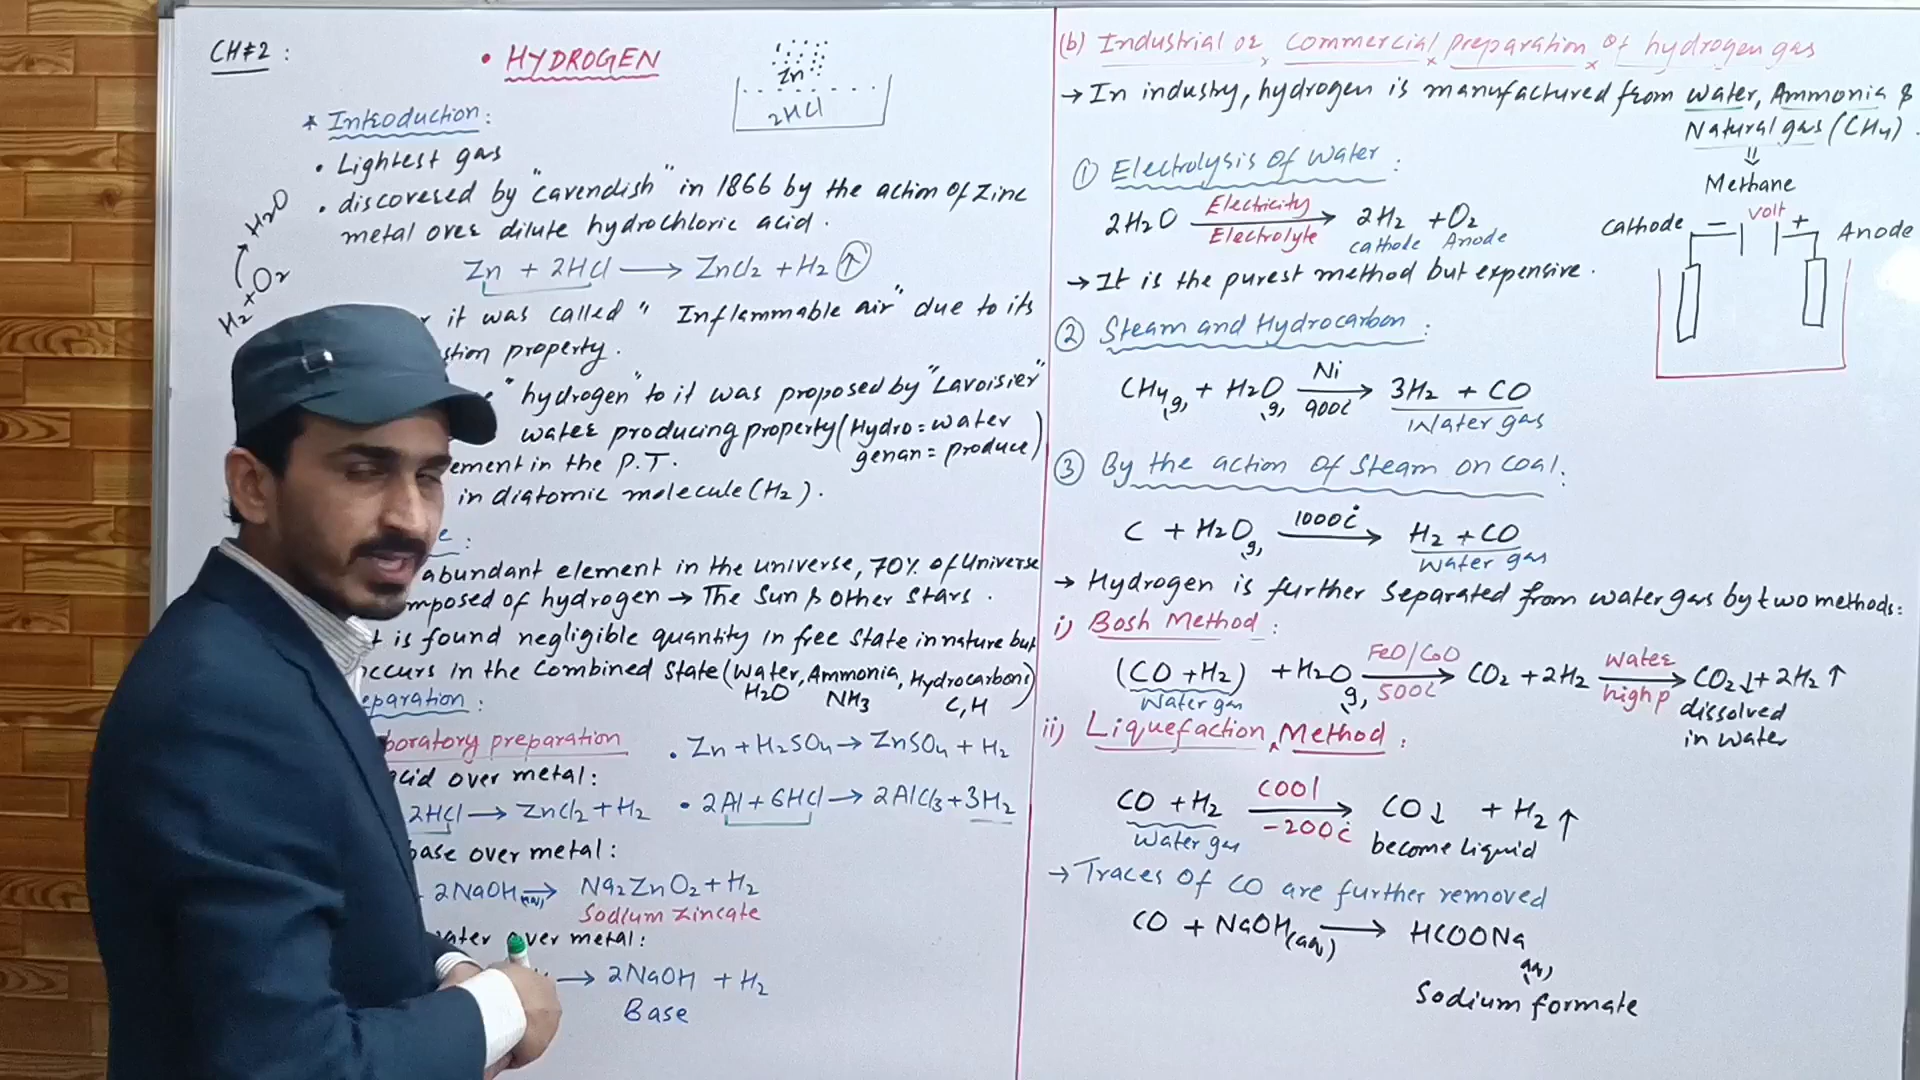 CH#2 :
• HYDROGEN
Zn
2HCl
* Introduction :
• Lightest gas
• discovered by "Cavendish" in 1866 by the action of Zinc
metal over dilute hydrochloric acid .
H2+O2 → H2O
Zn + 2HCl → ZnCl2 + H2 ↑
it was called " Inflammable air" due to its
property .
"hydrogen" to it was proposed by "Lavoisier"
water producing property (Hydro = water
genan = produce)
in the P.T.
in diatomic molecule (H2) .
abundant element in the universe, 70% of Universe
of hydrogen → The Sun & other stars .
is found negligible quantity in free state in nature but
in the Combined State (Water, Ammonia, Hydrocarbons)
H2O NH3 C,H
preparation
acid over metal :
2HCl → ZnCl2 + H2
• Zn + H2SO4 → ZnSO4 + H2
• 2Al + 6HCl → 2AlCl3 + 3H2
base over metal :
2NaOH(aq) → Na2ZnO2 + H2
Sodium zincate
over metal :
→ 2NaOH + H2
Base
(b) Industrial or Commercial preparation of hydrogen gas
→ In industry, hydrogen is manufactured from water, Ammonia &
Natural gas (CH4) .
⇓
Methane
① Electrolysis of water :
2H2O Electricity → Electrolyte 2H2 + O2
cathode Anode
Cathode − Volt + Anode
→ It is the purest method but expensive .
② Steam and Hydrocarbon :
CH4(g) + H2O(g) Ni → 900°C 3H2 + CO
Water gas
③ By the action of steam on coal :
C + H2O(g) 1000°C → H2 + CO
Water gas
→ Hydrogen is further Separated from water gas by two methods :
i) Bosh Method :
(CO + H2) + H2O(g) FeO/CoO → 500°C CO2 + 2H2 Water → high p CO2↓ + 2H2 ↑
Water gas
dissolved
in water
ii) Liquefaction Method :
CO + H2 Cool → -200°C CO↓ + H2 ↑
Water gas become liquid
→ Traces of CO are further removed
CO + NaOH(aq) → HCOONa(aq)
Sodium formate